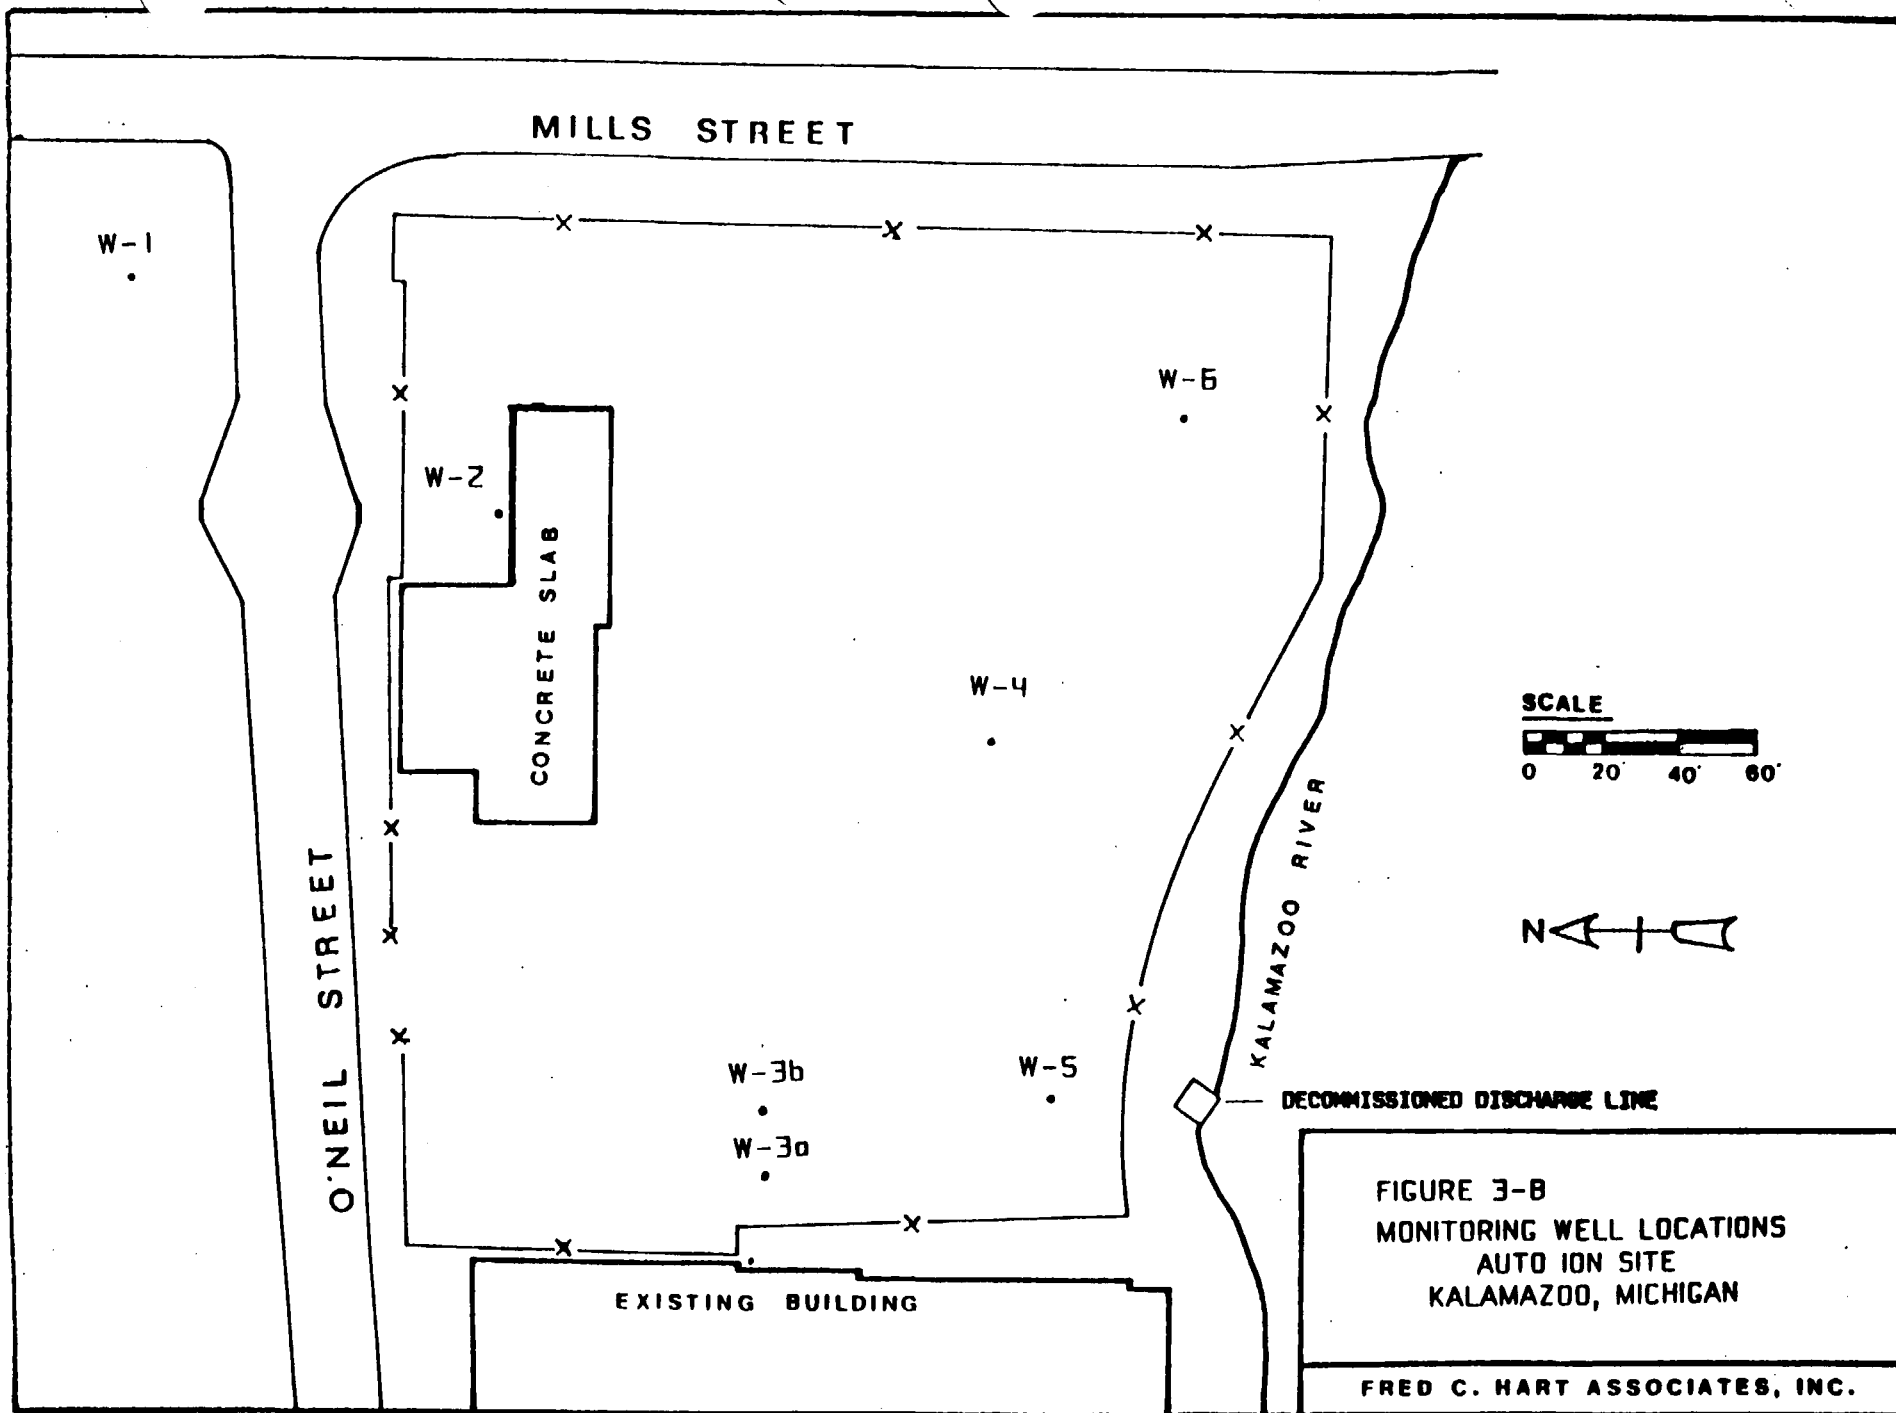 MILLS STREET
W-1
W-6
W-2
CONCRETE SLAB
W-4
SCALE
0 20' 40' 60'
KALAMAZOO RIVER
N
O'NEIL STREET
W-3b
W-5
DECOMMISSIONED DISCHARGE LINE
W-3a
EXISTING BUILDING
FIGURE 3-B
MONITORING WELL LOCATIONS
AUTO ION SITE
KALAMAZOO, MICHIGAN
FRED C. HART ASSOCIATES, INC.